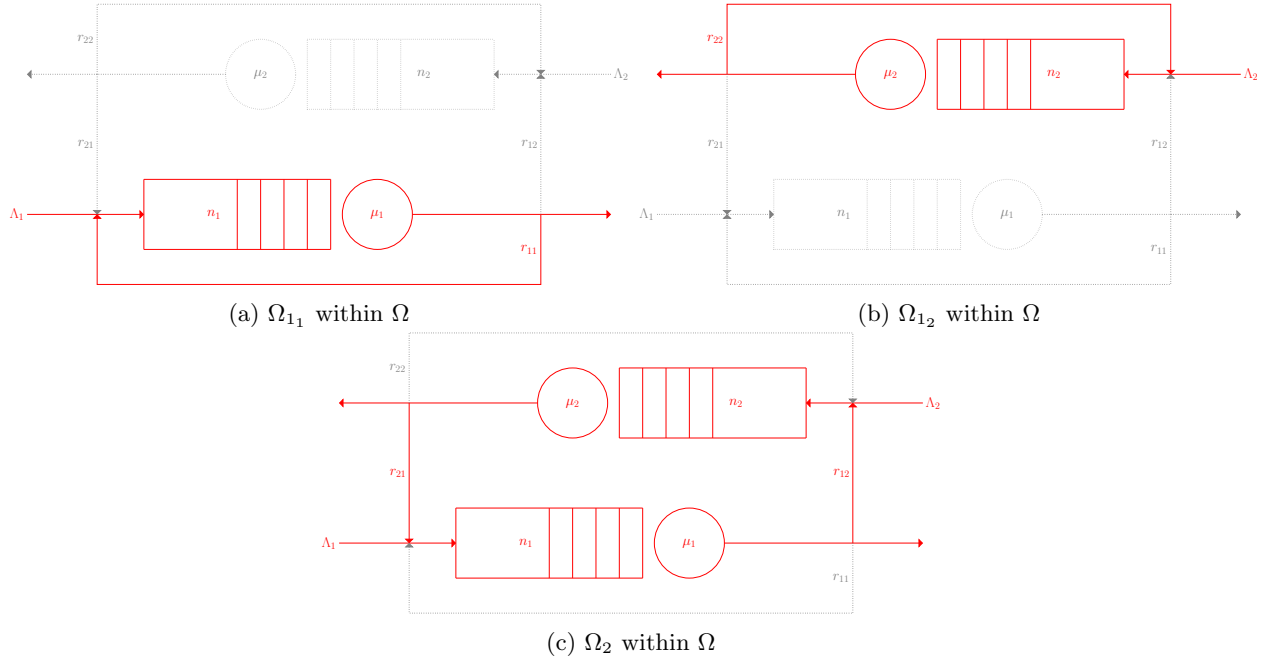 r₂₂
μ₂ n₂ Λ₂
r₂₁ r₁₂
Λ₁ n₁ μ₁
r₁₁
(a) Ω₁₁ within Ω
r₂₂
μ₂ n₂ Λ₂
r₂₁ r₁₂
Λ₁ n₁ μ₁
r₁₁
(b) Ω₁₂ within Ω
r₂₂
μ₂ n₂ Λ₂
r₂₁ r₁₂
Λ₁ n₁ μ₁
r₁₁
(c) Ω₂ within Ω